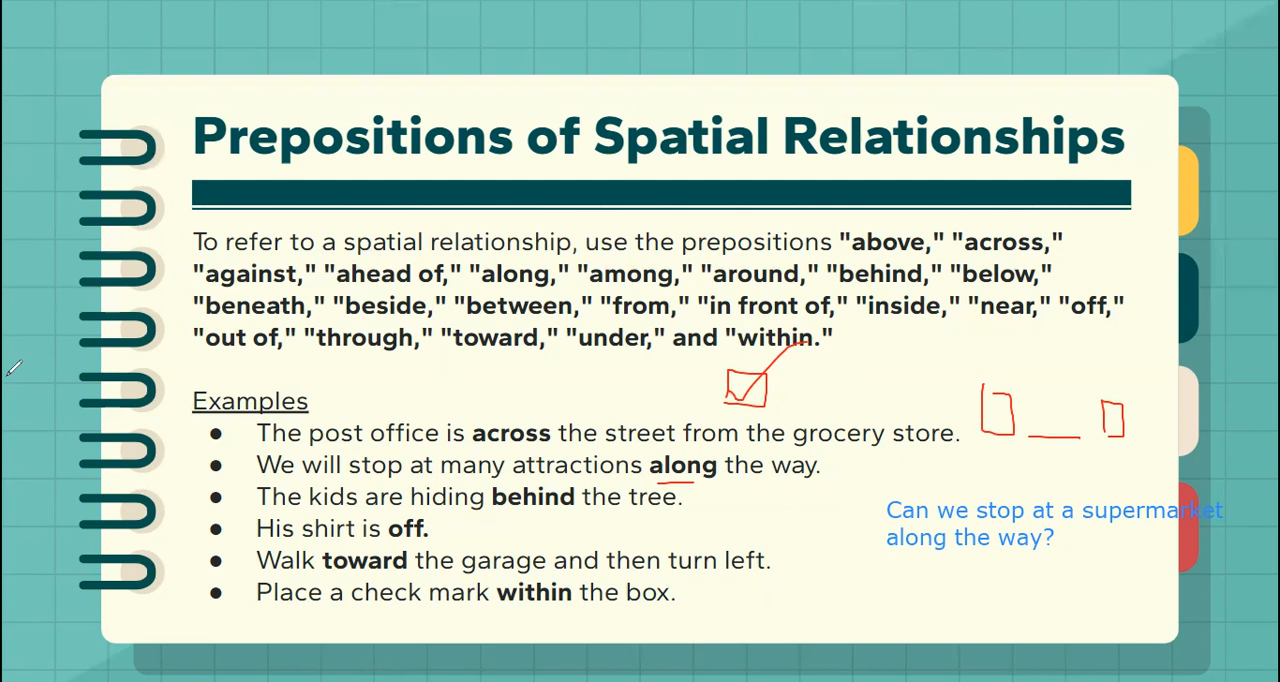 Prepositions of Spatial Relationships
To refer to a spatial relationship, use the prepositions "above," "across,"
"against," "ahead of," "along," "among," "around," "behind," "below,"
"beneath," "beside," "between," "from," "in front of," "inside," "near," "off,"
"out of," "through," "toward," "under," and "within."
Examples
● The post office is across the street from the grocery store.
● We will stop at many attractions along the way.
● The kids are hiding behind the tree.
● His shirt is off.
● Walk toward the garage and then turn left.
● Place a check mark within the box.
Can we stop at a supermarket
along the way?